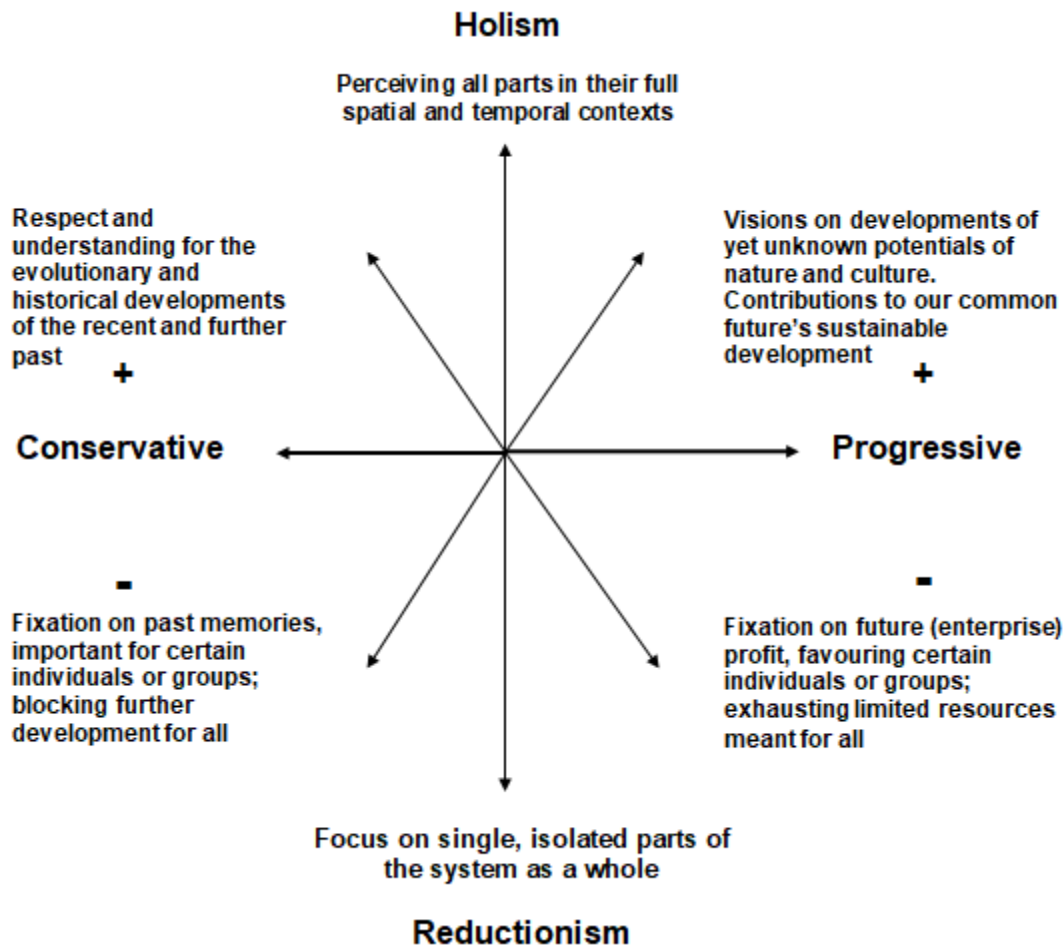 Holism
Perceiving all parts in their full
spatial and temporal contexts
Respect and
understanding for the
evolutionary and
historical developments
of the recent and further
past
+
Visions on developments of
yet unknown potentials of
nature and culture.
Contributions to our common
future's sustainable
development
+
Conservative
Progressive
-
Fixation on past memories,
important for certain
individuals or groups;
blocking further
development for all
-
Fixation on future (enterprise)
profit, favouring certain
individuals or groups;
exhausting limited resources
meant for all
Focus on single, isolated parts of
the system as a whole
Reductionism